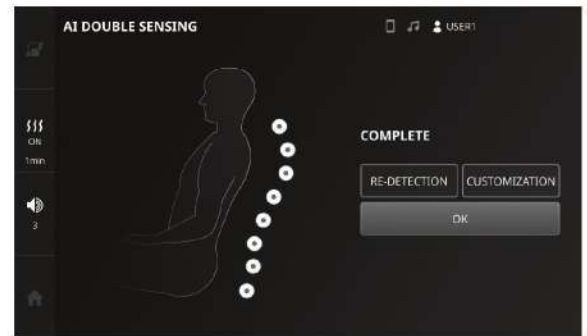 AI DOUBLE SENSING
USER1
ON
1min
3
COMPLETE
RE-DETECTION
CUSTOMIZATION
OK